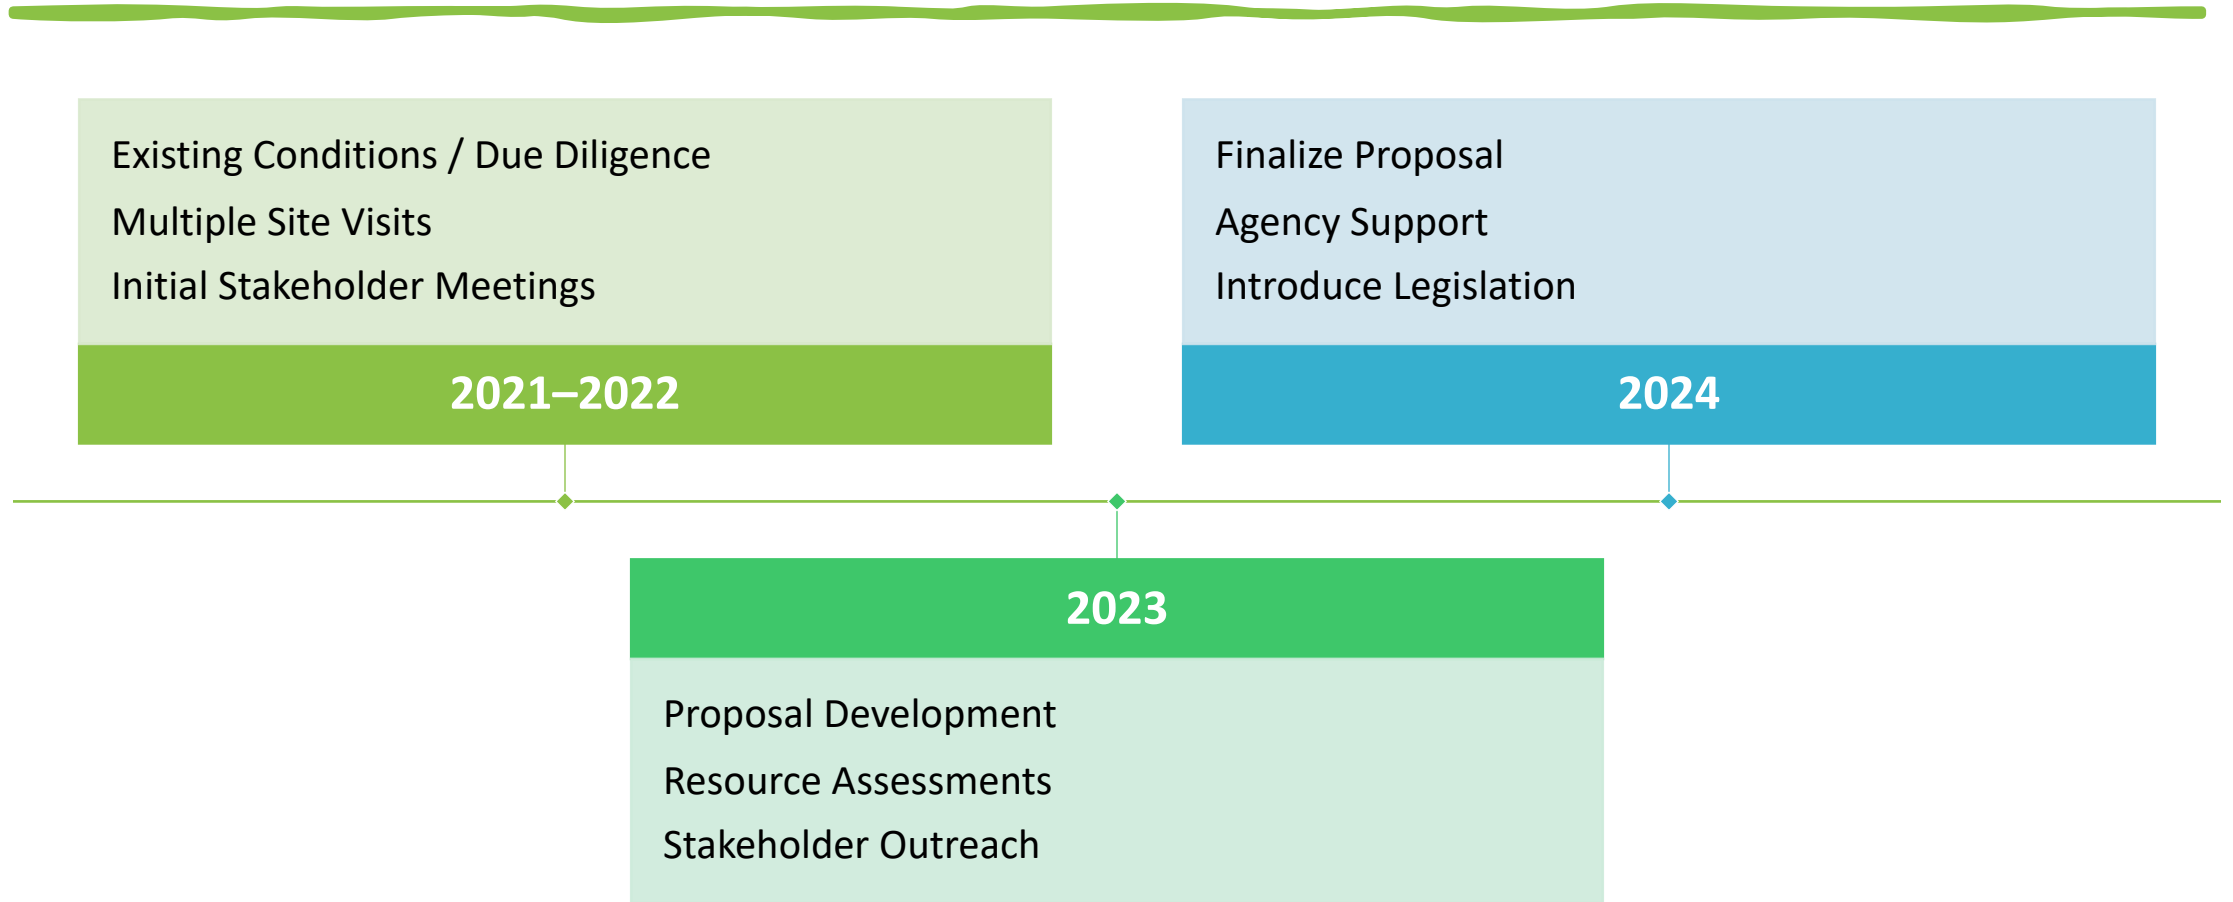 Existing Conditions / Due Diligence
Multiple Site Visits
Initial Stakeholder Meetings
2021–2022
Finalize Proposal
Agency Support
Introduce Legislation
2024
2023
Proposal Development
Resource Assessments
Stakeholder Outreach